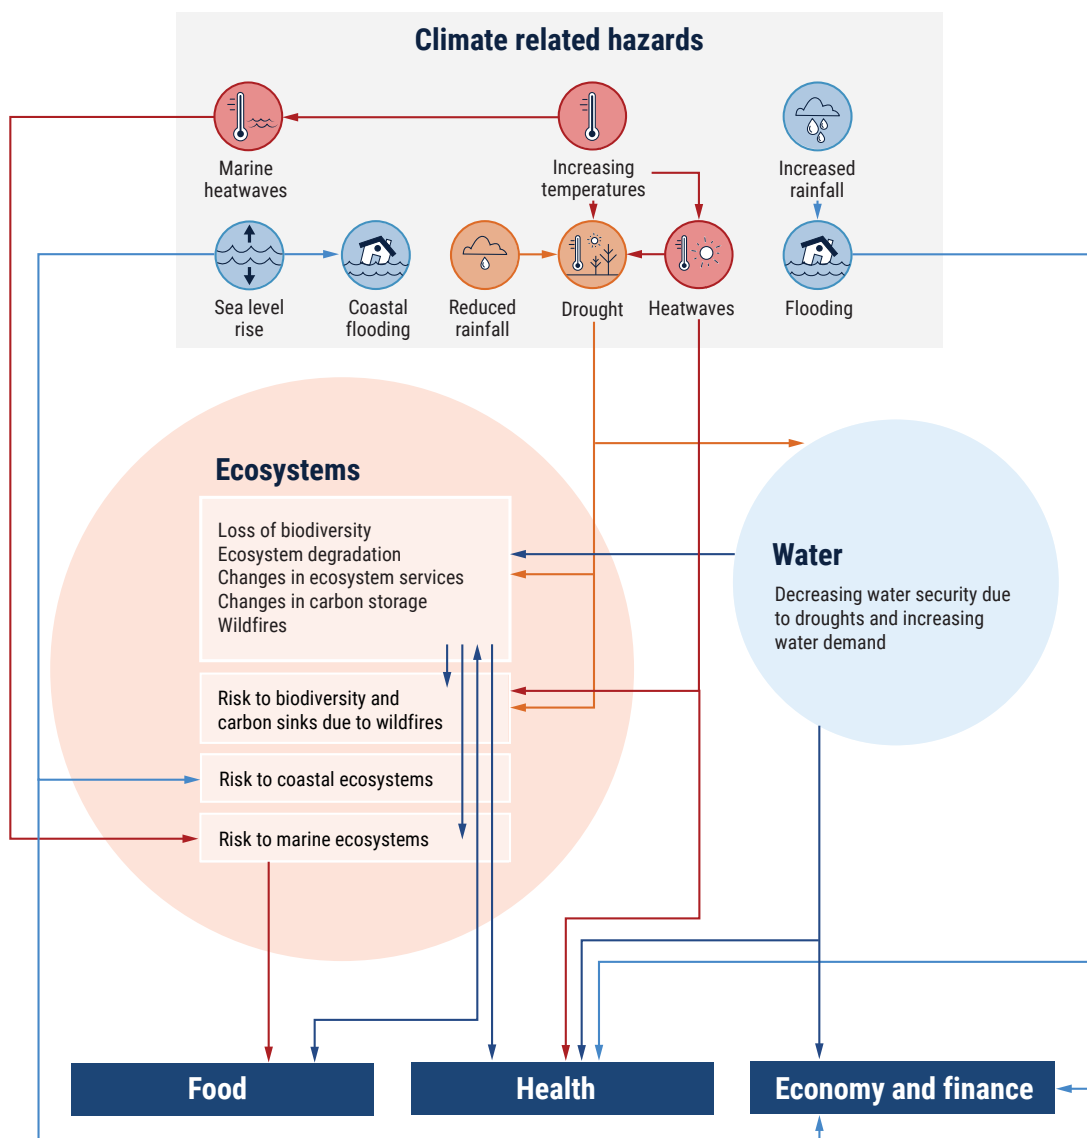 Climate related hazards
Marine
heatwaves
Increasing
temperatures
Increased
rainfall
Sea level
rise
Coastal
flooding
Reduced
rainfall
Drought
Heatwaves
Flooding
Ecosystems
Loss of biodiversity
Ecosystem degradation
Changes in ecosystem services
Changes in carbon storage
Wildfires
Risk to biodiversity and
carbon sinks due to wildfires
Risk to coastal ecosystems
Risk to marine ecosystems
Water
Decreasing water security due
to droughts and increasing
water demand
Food
Health
Economy and finance